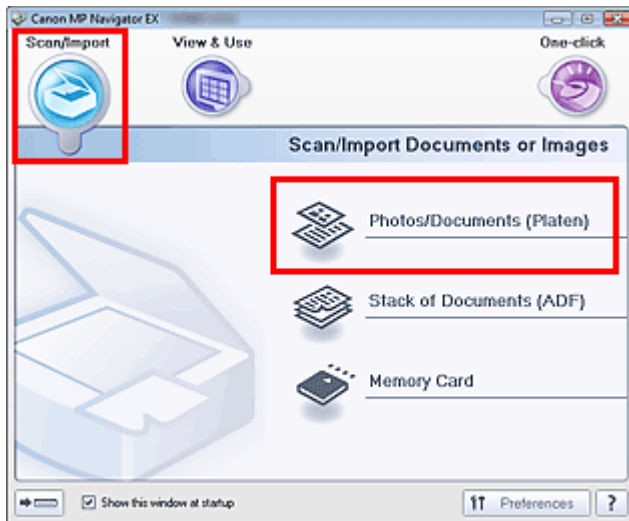 Canon MP Navigator EX
Scan/Import
View & Use
One-click
Scan/Import Documents or Images
Photos/Documents (Platen)
Stack of Documents (ADF)
Memory Card
Show this window at startup
Preferences
?